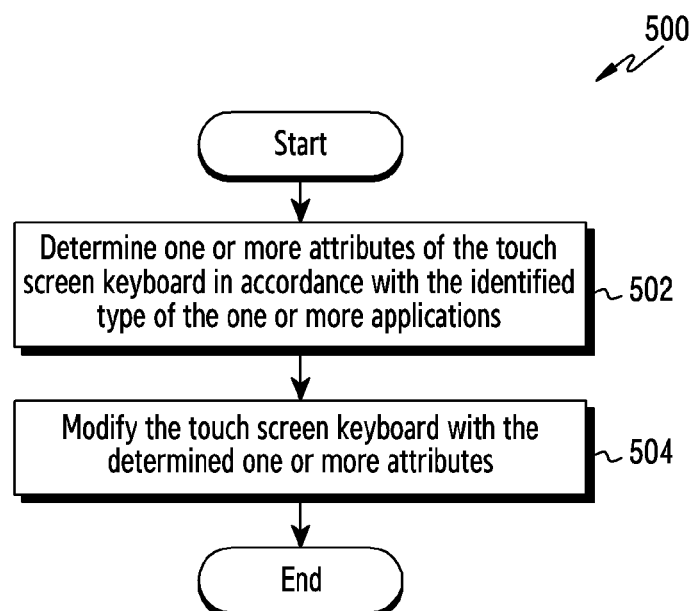 500
Start
Determine one or more attributes of the touch
screen keyboard in accordance with the identified
type of the one or more applications
502
Modify the touch screen keyboard with the
determined one or more attributes
504
End